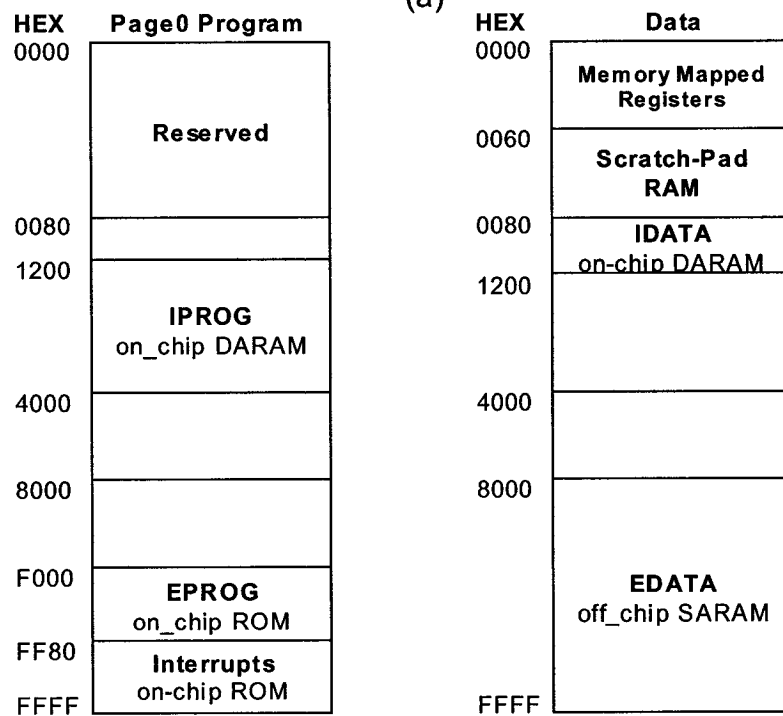 (a)
HEX Page0 Program
0000
Reserved
0080
1200
IPROG
on_chip DARAM
4000
8000
F000
EPROG
on_chip ROM
FF80
Interrupts
on-chip ROM
FFFF
HEX Data
0000
Memory Mapped
Registers
0060
Scratch-Pad
RAM
0080
IDATA
on-chip DARAM
1200
4000
8000
EDATA
off_chip SARAM
FFFF